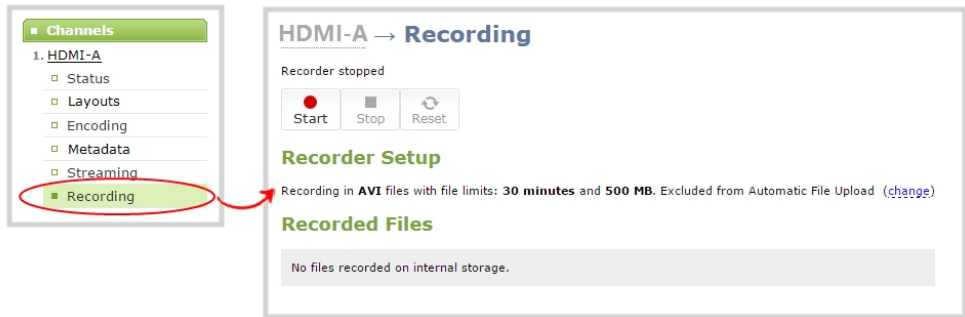 Channels
1. HDMI-A
Status
Layouts
Encoding
Metadata
Streaming
Recording
HDMI-A → Recording
Recorder stopped
Start Stop Reset
Recorder Setup
Recording in AVI files with file limits: 30 minutes and 500 MB. Excluded from Automatic File Upload (change)
Recorded Files
No files recorded on internal storage.